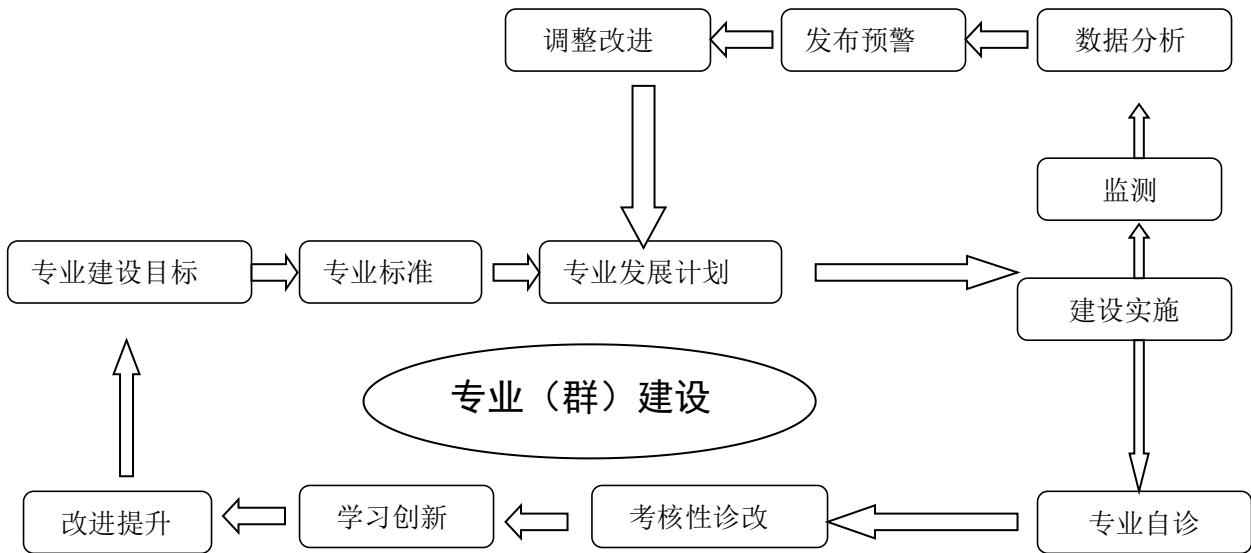 调整改进
发布预警
数据分析
监测
专业建设目标
专业标准
专业发展计划
建设实施
专业（群）建设
改进提升
学习创新
考核性诊改
专业自诊